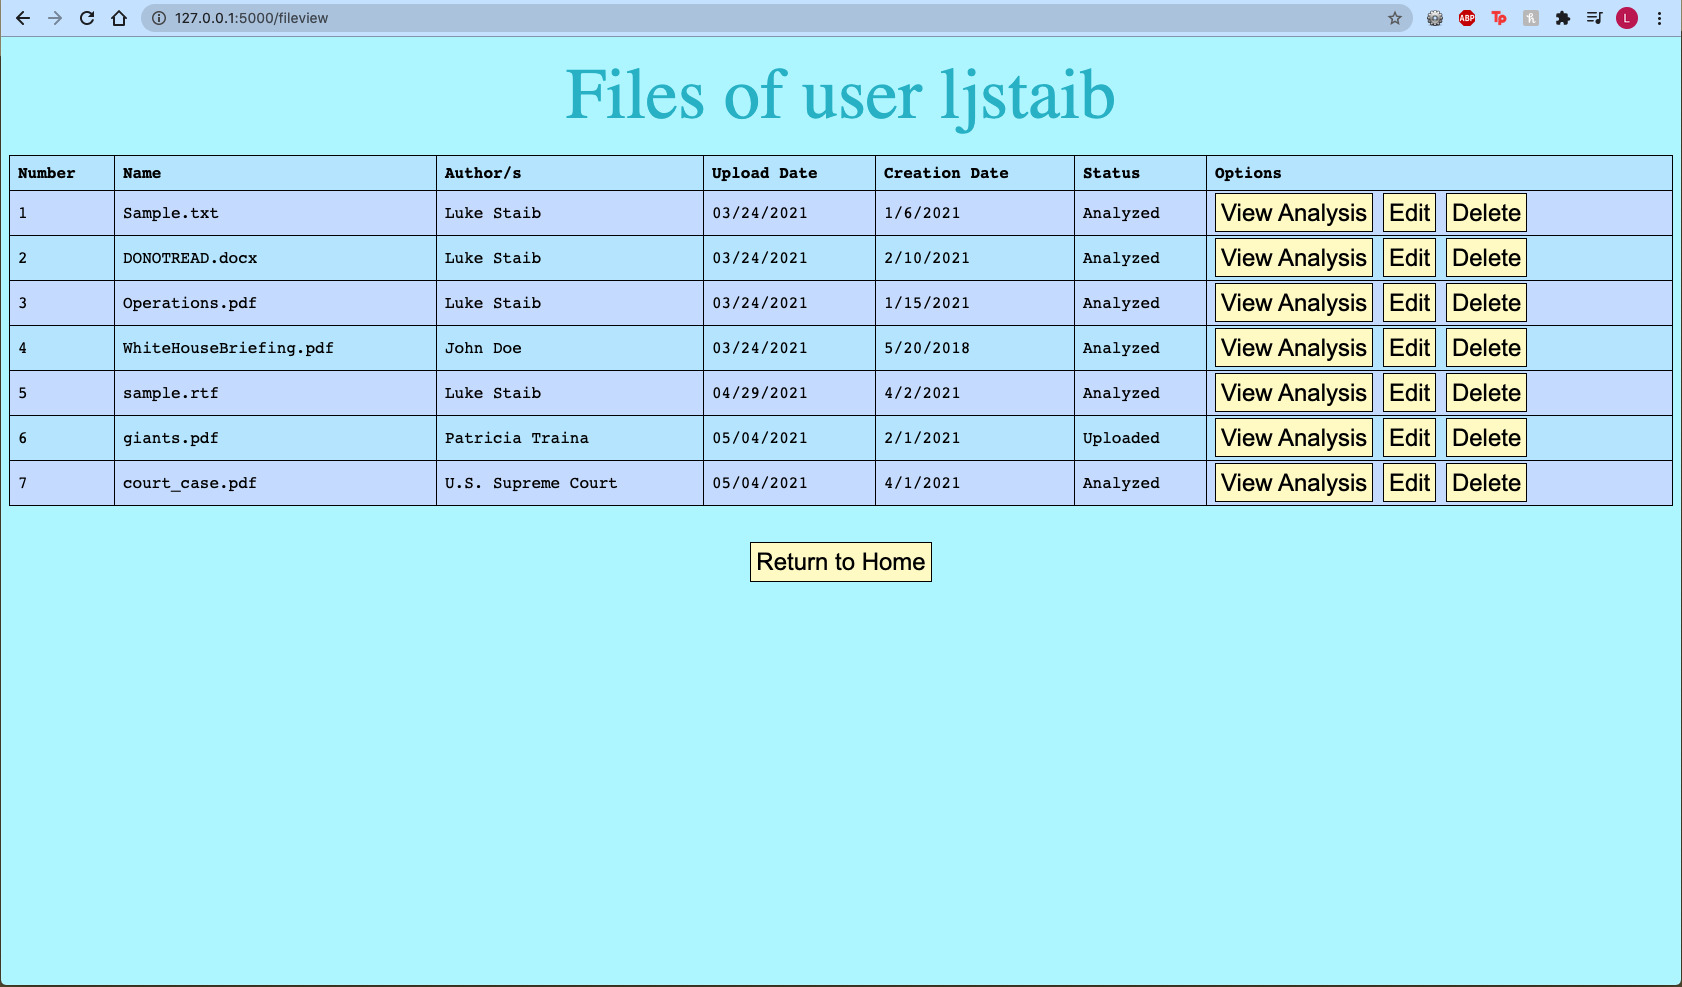 127.0.0.1:5000/fileview ABP Tp L
Files of user ljstaib
Number Name Author/s Upload Date Creation Date Status Options
1 Sample.txt Luke Staib 03/24/2021 1/6/2021 Analyzed View Analysis Edit Delete
2 DONOTREAD.docx Luke Staib 03/24/2021 2/10/2021 Analyzed View Analysis Edit Delete
3 Operations.pdf Luke Staib 03/24/2021 1/15/2021 Analyzed View Analysis Edit Delete
4 WhiteHouseBriefing.pdf John Doe 03/24/2021 5/20/2018 Analyzed View Analysis Edit Delete
5 sample.rtf Luke Staib 04/29/2021 4/2/2021 Analyzed View Analysis Edit Delete
6 giants.pdf Patricia Traina 05/04/2021 2/1/2021 Uploaded View Analysis Edit Delete
7 court_case.pdf U.S. Supreme Court 05/04/2021 4/1/2021 Analyzed View Analysis Edit Delete
Return to Home